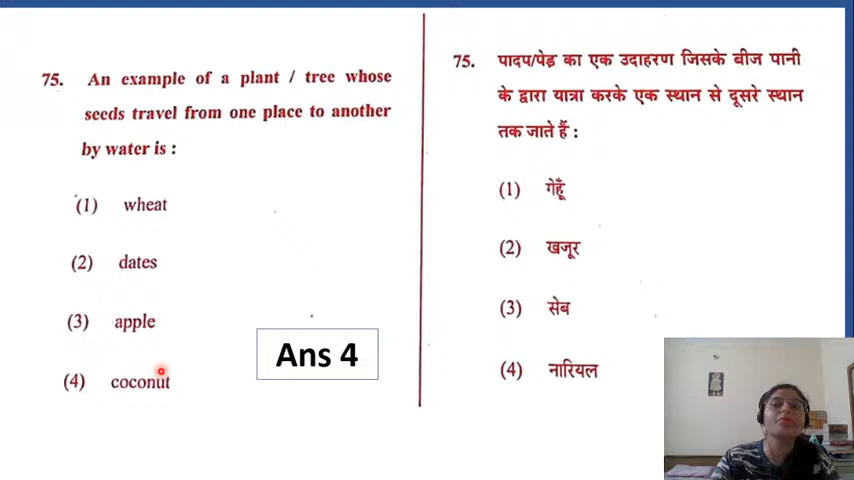 75. An example of a plant / tree whose
seeds travel from one place to another
by water is :
(1) wheat
(2) dates
(3) apple
(4) coconut
Ans 4
75. पादप/पेड़ का एक उदाहरण जिसके बीज पानी
के द्वारा यात्रा करके एक स्थान से दूसरे स्थान
तक जाते हैं :
(1) गेहूँ
(2) खजूर
(3) सेब
(4) नारियल